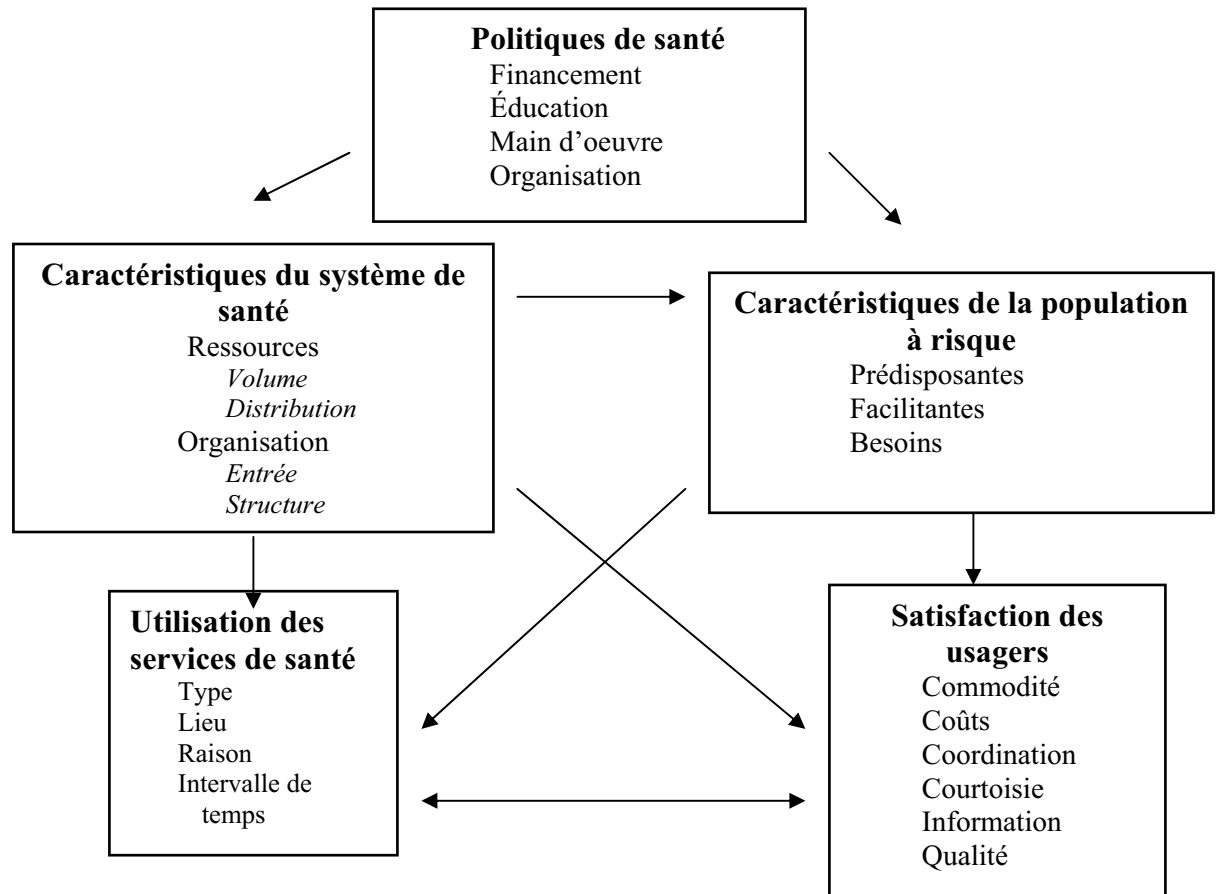 Politiques de santé
Financement
Éducation
Main d’oeuvre
Organisation
Caractéristiques du système de
santé
Ressources
Volume
Distribution
Organisation
Entrée
Structure
Caractéristiques de la population
à risque
Prédisposantes
Facilitantes
Besoins
Utilisation des
services de santé
Type
Lieu
Raison
Intervalle de
temps
Satisfaction des
usagers
Commodité
Coûts
Coordination
Courtoisie
Information
Qualité